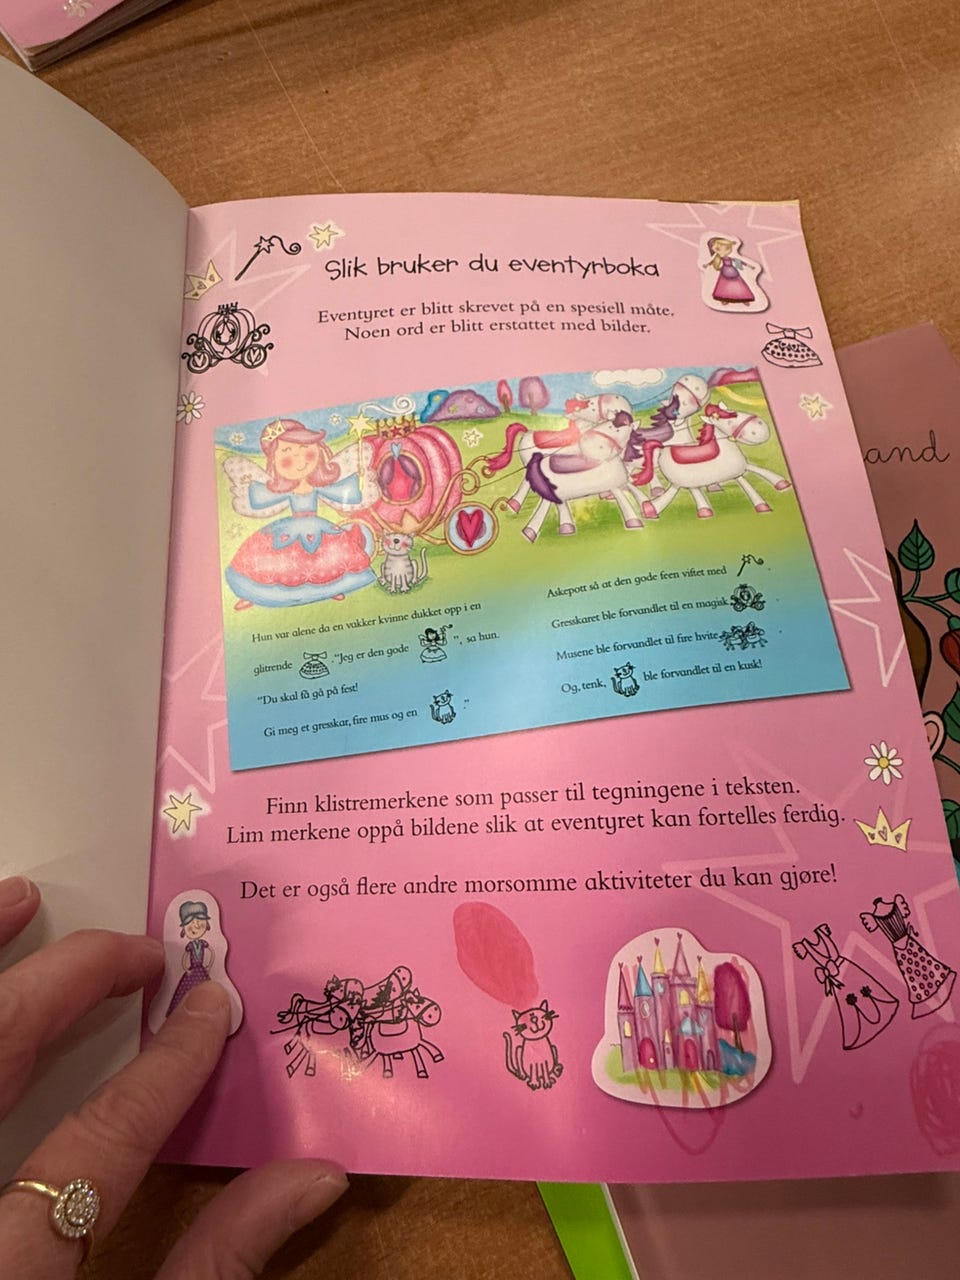 Slik bruker du eventyrboka
Eventyret er blitt skrevet på en spesiell måte.
Noen ord er blitt erstattet med bilder.
Hun var alene da en vakker kvinne dukket opp i en
glitrende "Jeg er den gode ", sa hun.
"Du skal få gå på fest!
Gi meg et gresskar, fire mus og en ."
Askepott så at den gode feen viftet med .
Gresskaret ble forvandlet til en magisk .
Musene ble forvandlet til fire hvite .
Og, tenk, ble forvandlet til en kusk!
Finn klistremerkene som passer til tegningene i teksten.
Lim merkene oppå bildene slik at eventyret kan fortelles ferdig.
Det er også flere andre morsomme aktiviteter du kan gjøre!
and